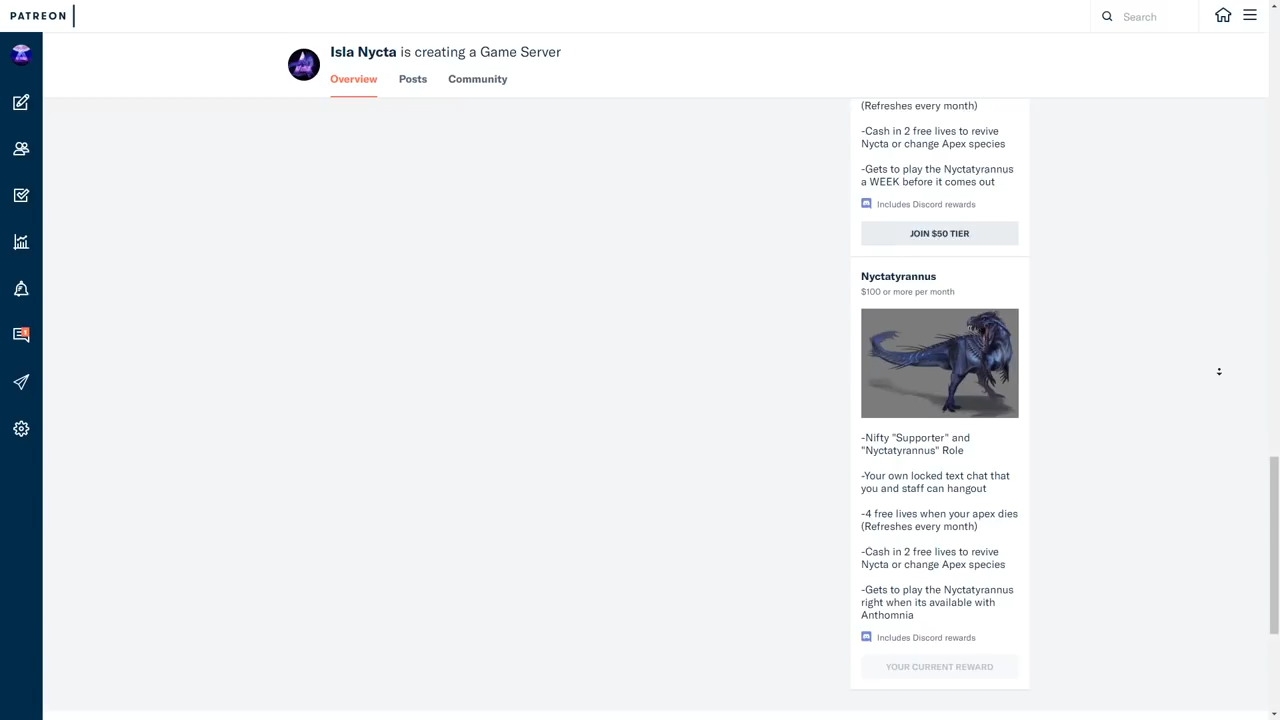 PATREON
Search
Isla Nycta is creating a Game Server
Overview
Posts
Community
(Refreshes every month)
-Cash in 2 free lives to revive
Nycta or change Apex species
-Gets to play the Nyctatyrannus
a WEEK before it comes out
Includes Discord rewards
JOIN $50 TIER
Nyctatyrannus
$100 or more per month
-Nifty "Supporter" and
"Nyctatyrannus" Role
-Your own locked text chat that
you and staff can hangout
-4 free lives when your apex dies
(Refreshes every month)
-Cash in 2 free lives to revive
Nycta or change Apex species
-Gets to play the Nyctatyrannus
right when its available with
Anthomnia
Includes Discord rewards
YOUR CURRENT REWARD